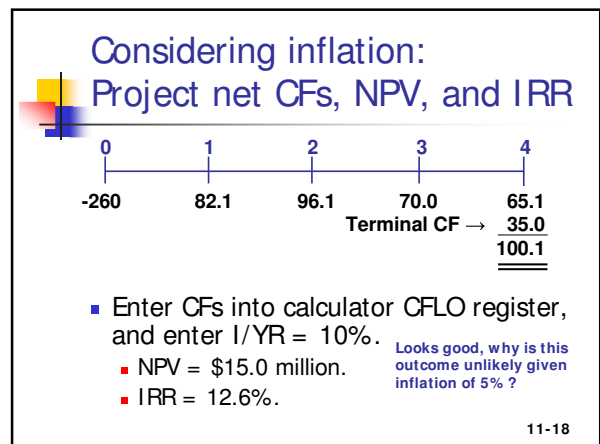 Considering inflation:
Project net CFs, NPV, and IRR
0 1 2 3 4
-260 82.1 96.1 70.0 65.1
Terminal CF → 35.0
100.1
Enter CFs into calculator CFLO register,
and enter I/YR = 10%.
NPV = $15.0 million.
IRR = 12.6%.
Looks good, why is this
outcome unlikely given
inflation of 5% ?
11-18